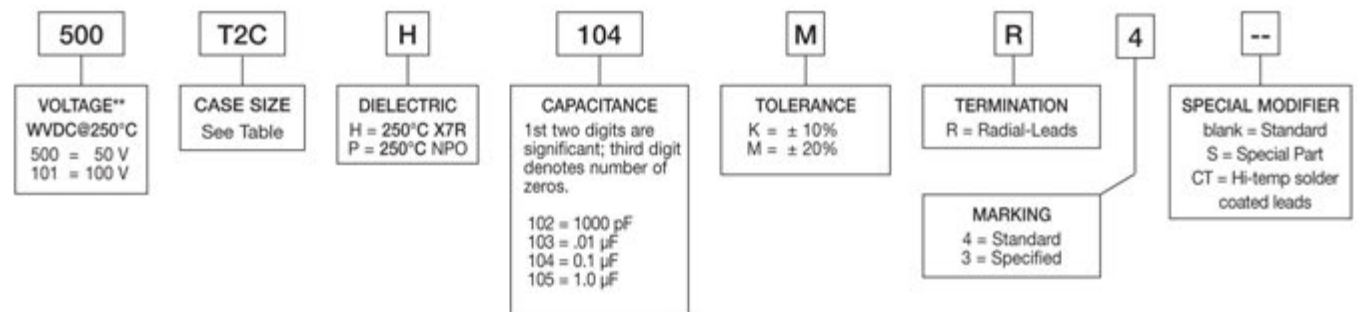 500
T2C
H
104
M
R
4
--
VOLTAGE**
WVDC@250°C
500 = 50 V
101 = 100 V
CASE SIZE
See Table
DIELECTRIC
H = 250°C X7R
P = 250°C NPO
CAPACITANCE
1st two digits are
significant; third digit
denotes number of
zeros.
102 = 1000 pF
103 = .01 µF
104 = 0.1 µF
105 = 1.0 µF
TOLERANCE
K = ± 10%
M = ± 20%
TERMINATION
R = Radial-Leads
MARKING
4 = Standard
3 = Specified
SPECIAL MODIFIER
blank = Standard
S = Special Part
CT = Hi-temp solder
coated leads